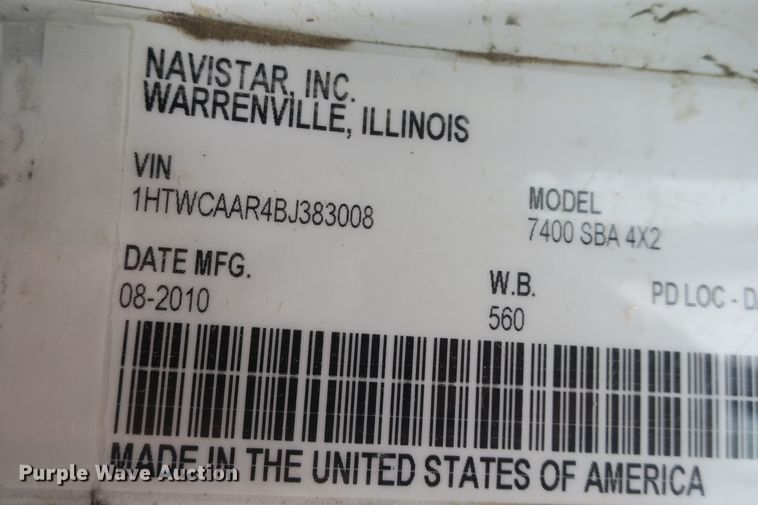 NAVISTAR, INC.
WARRENVILLE, ILLINOIS
VIN
1HTWCAAR4BJ383008
MODEL
7400 SBA 4X2
DATE MFG.
08-2010
W.B.
560
PD LOC - D
MADE IN THE UNITED STATES OF AMERICA
Purple Wave Auction